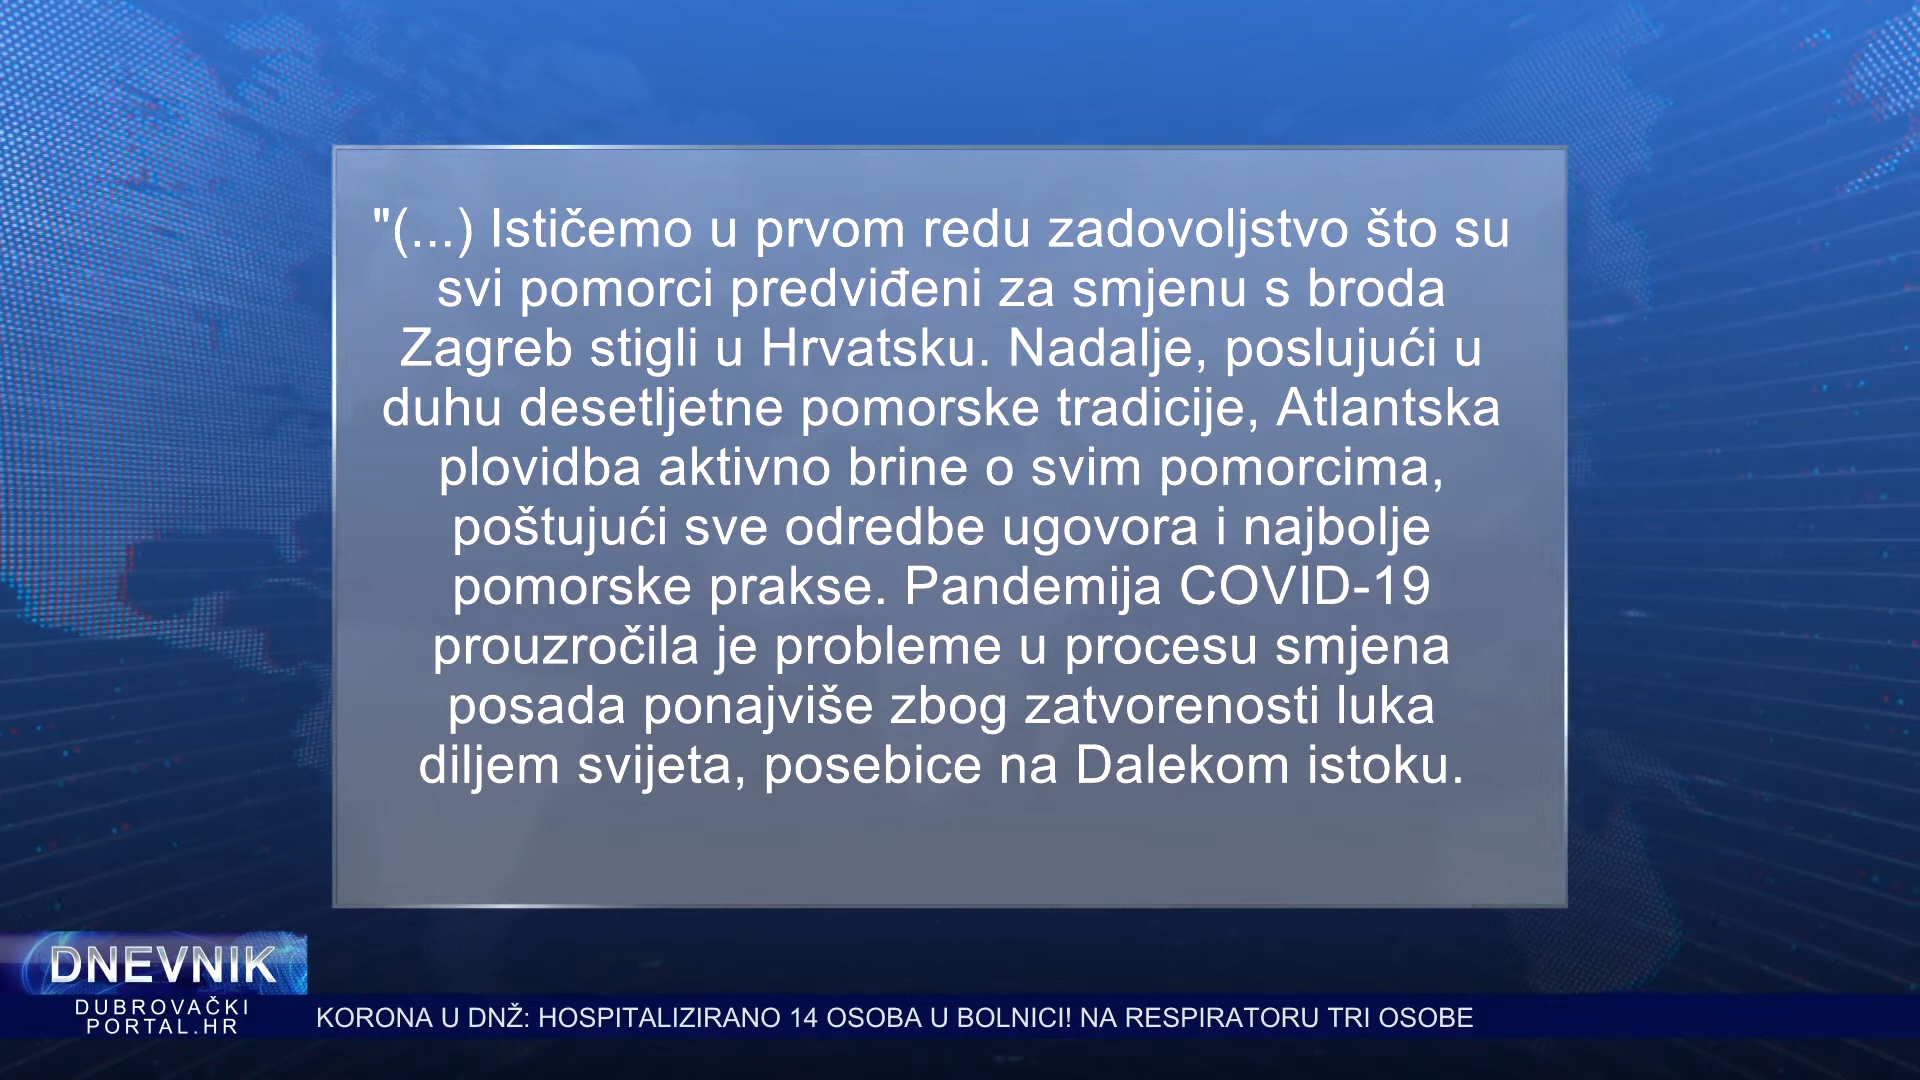 "(...) Ističemo u prvom redu zadovoljstvo što su
svi pomorci predviđeni za smjenu s broda
Zagreb stigli u Hrvatsku. Nadalje, poslujući u
duhu desetljetne pomorske tradicije, Atlantska
plovidba aktivno brine o svim pomorcima,
poštujući sve odredbe ugovora i najbolje
pomorske prakse. Pandemija COVID-19
prouzročila je probleme u procesu smjena
posada ponajviše zbog zatvorenosti luka
diljem svijeta, posebice na Dalekom istoku.
DNEVNIK
DUBROVAČKI
PORTAL.HR
KORONA U DNŽ: HOSPITALIZIRANO 14 OSOBA U BOLNICI! NA RESPIRATORU TRI OSOBE